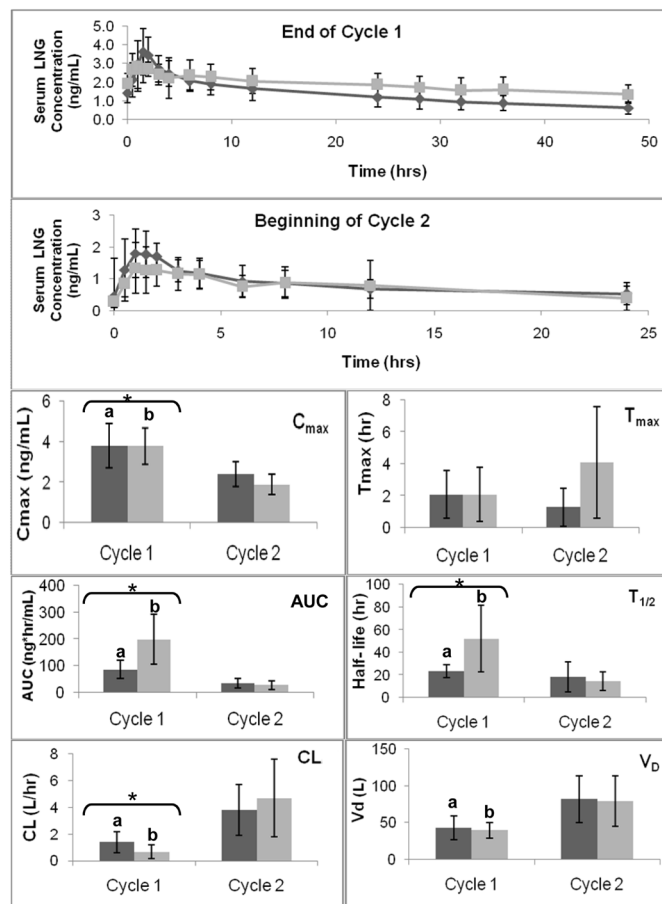 End of Cycle 1
Serum LNG
Concentration
(ng/mL)
5.0
4.0
3.0
2.0
1.0
0.0
0 10 20 30 40 50
Time (hrs)
Beginning of Cycle 2
Serum LNG
Concentration
(ng/mL)
3
2
1
0
0 5 10 15 20 25
Time (hrs)
Cmax
Cmax (ng/mL)
6
4
2
0
*
a b
Cycle 1 Cycle 2
Tmax
Tmax (hr)
8
6
4
2
0
Cycle 1 Cycle 2
AUC
AUC (ng*hr/mL)
400
300
200
100
0
*
a b
Cycle 1 Cycle 2
T1/2
Half-life (hr)
100
80
60
40
20
0
*
a b
Cycle 1 Cycle 2
CL
CL (L/hr)
8
6
4
2
0
*
a b
Cycle 1 Cycle 2
VD
Vd (L)
150
100
50
0
a b
Cycle 1 Cycle 2